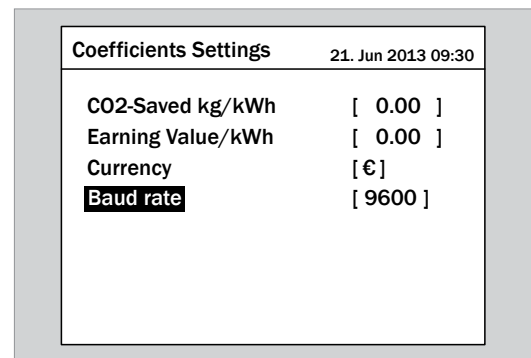 Coefficients Settings 21. Jun 2013 09:30
CO2-Saved kg/kWh [ 0.00 ]
Earning Value/kWh [ 0.00 ]
Currency [ € ]
Baud rate [ 9600 ]